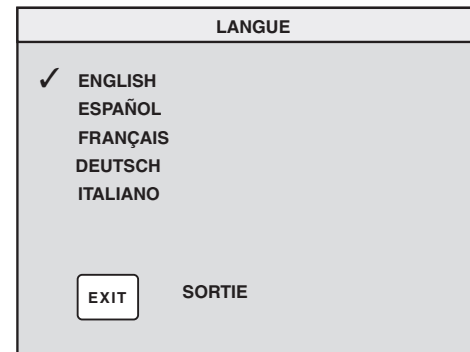 LANGUE
✓ ENGLISH
ESPAÑOL
FRANÇAIS
DEUTSCH
ITALIANO
EXIT SORTIE